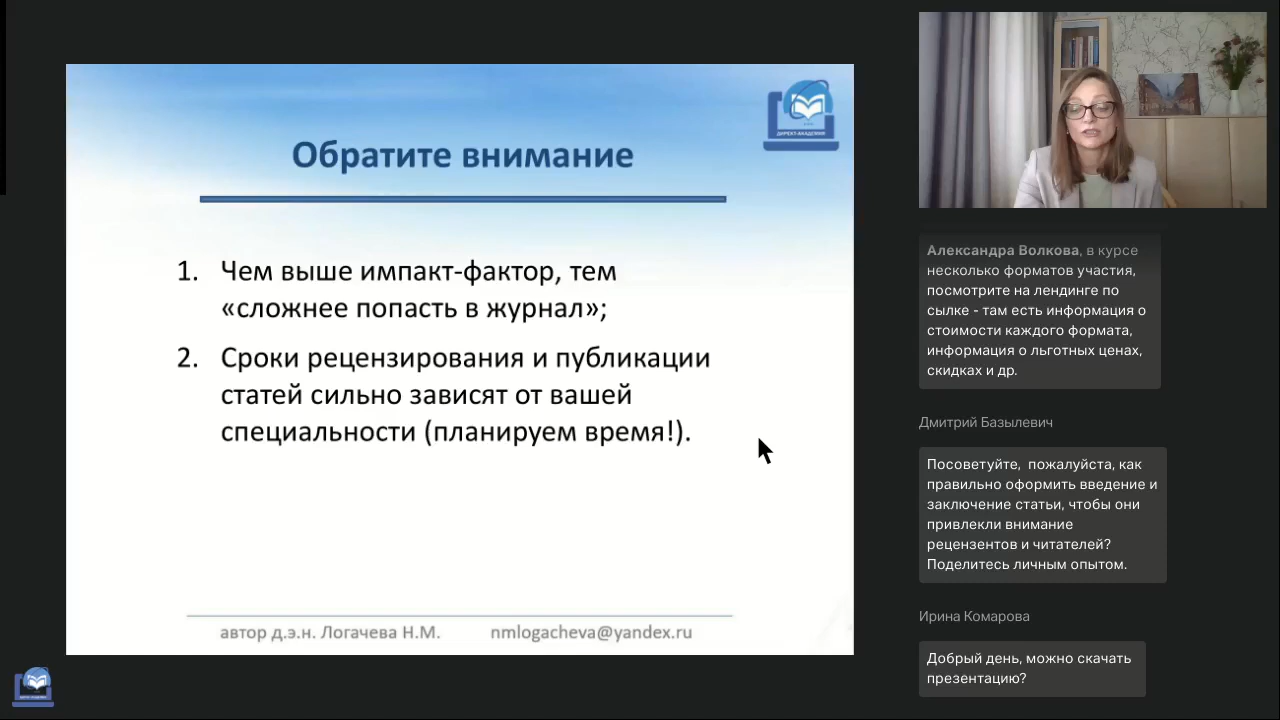 ДИРЕКТ-АКАДЕМИЯ
Обратите внимание
1. Чем выше импакт-фактор, тем
«сложнее попасть в журнал»;
2. Сроки рецензирования и публикации
статей сильно зависят от вашей
специальности (планируем время!).
автор д.э.н. Логачева Н.М. nmlogacheva@yandex.ru
Александра Волкова, в курсе
несколько форматов участия,
посмотрите на лендинге по
сылке - там есть информация о
стоимости каждого формата,
информация о льготных ценах,
скидках и др.
Дмитрий Базылевич
Посоветуйте, пожалуйста, как
правильно оформить введение и
заключение статьи, чтобы они
привлекли внимание
рецензентов и читателей?
Поделитесь личным опытом.
Ирина Комарова
Добрый день, можно скачать
презентацию?